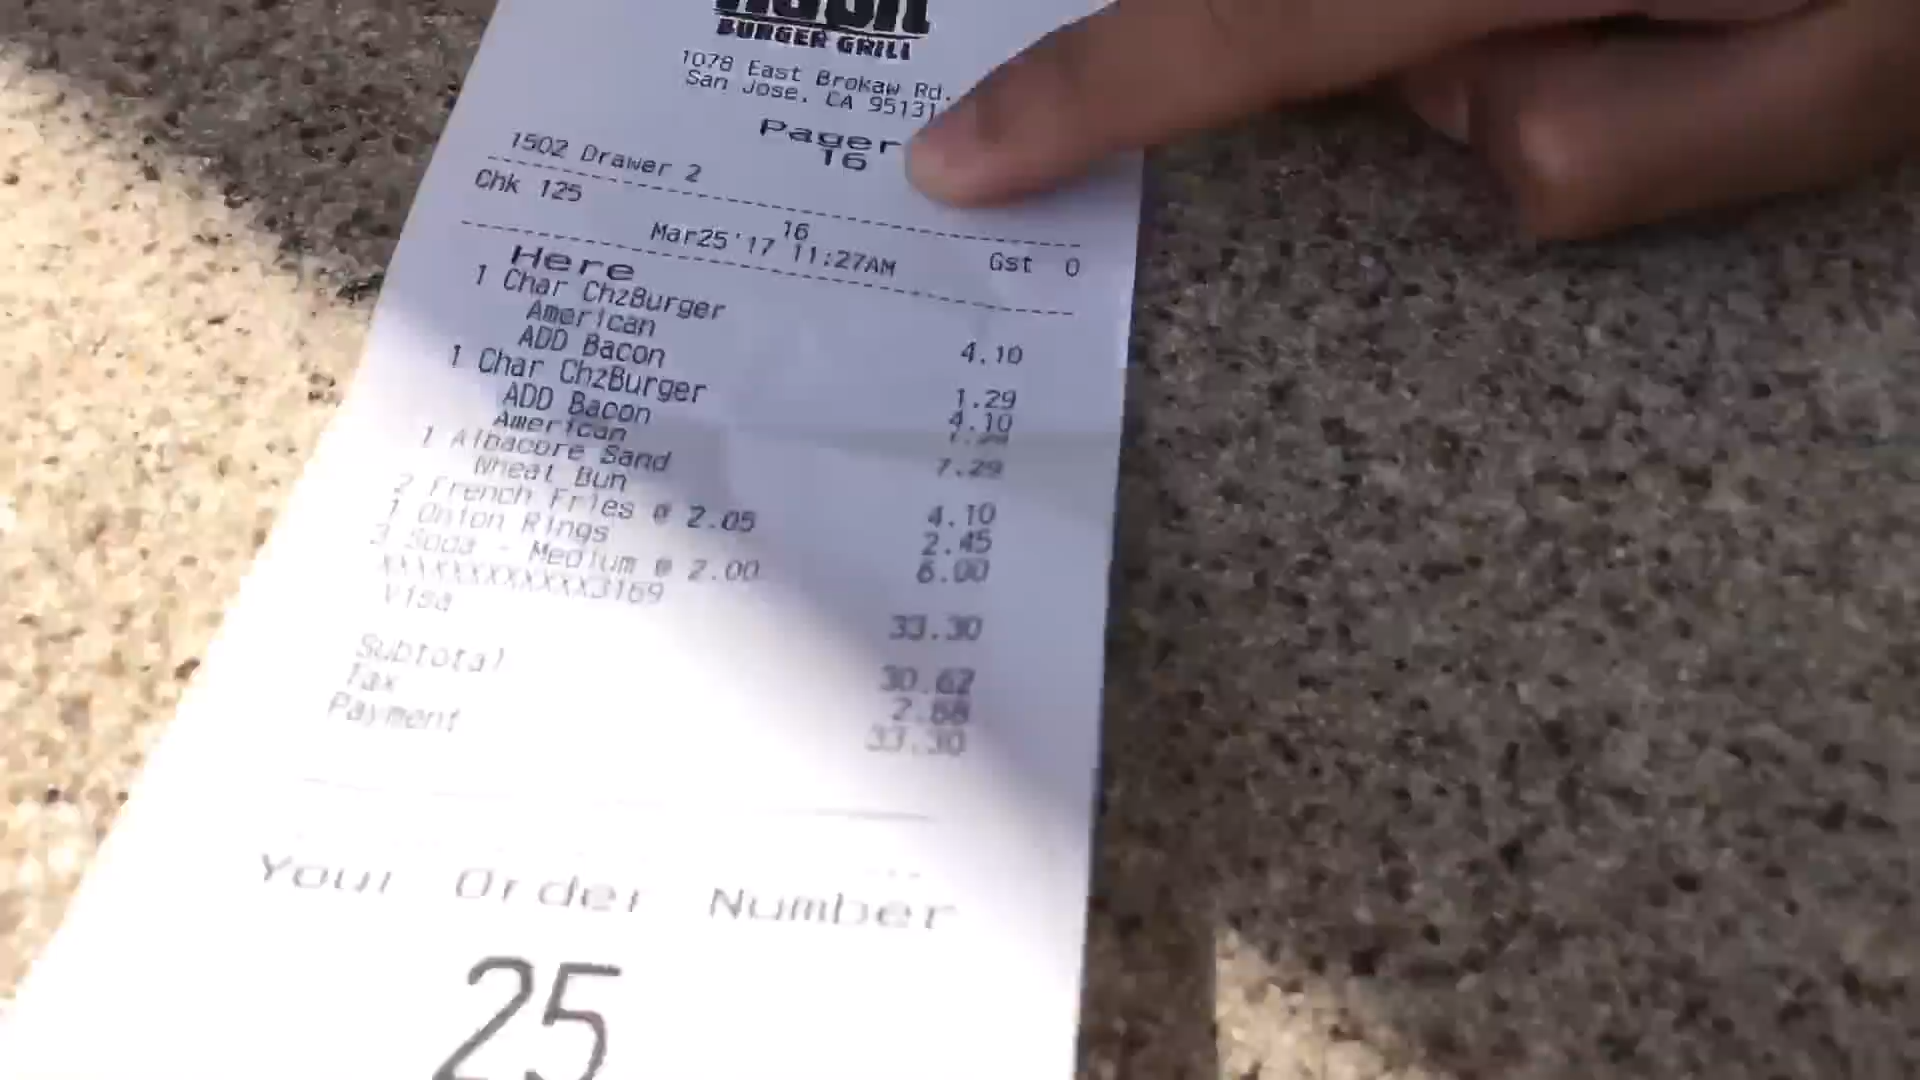 BURGER GRILL
1078 East Brokaw Rd.
San Jose, CA 95131
Pager
16
1502 Drawer 2
Chk 125 16 Gst 0
Mar25'17 11:27AM
Here
1 Char ChzBurger 4.10
American
ADD Bacon 1.29
1 Char ChzBurger 4.10
ADD Bacon
American
1 Albacore Sand 7.29
Wheat Bun
2 French Fries @ 2.05 4.10
1 Onion Rings 2.45
3 Soda - Medium @ 2.00 6.00
XXXXXXXXXXXX3169
Visa 33.30
Subtotal 30.62
Tax 2.68
Payment 33.30
Your Order Number
25